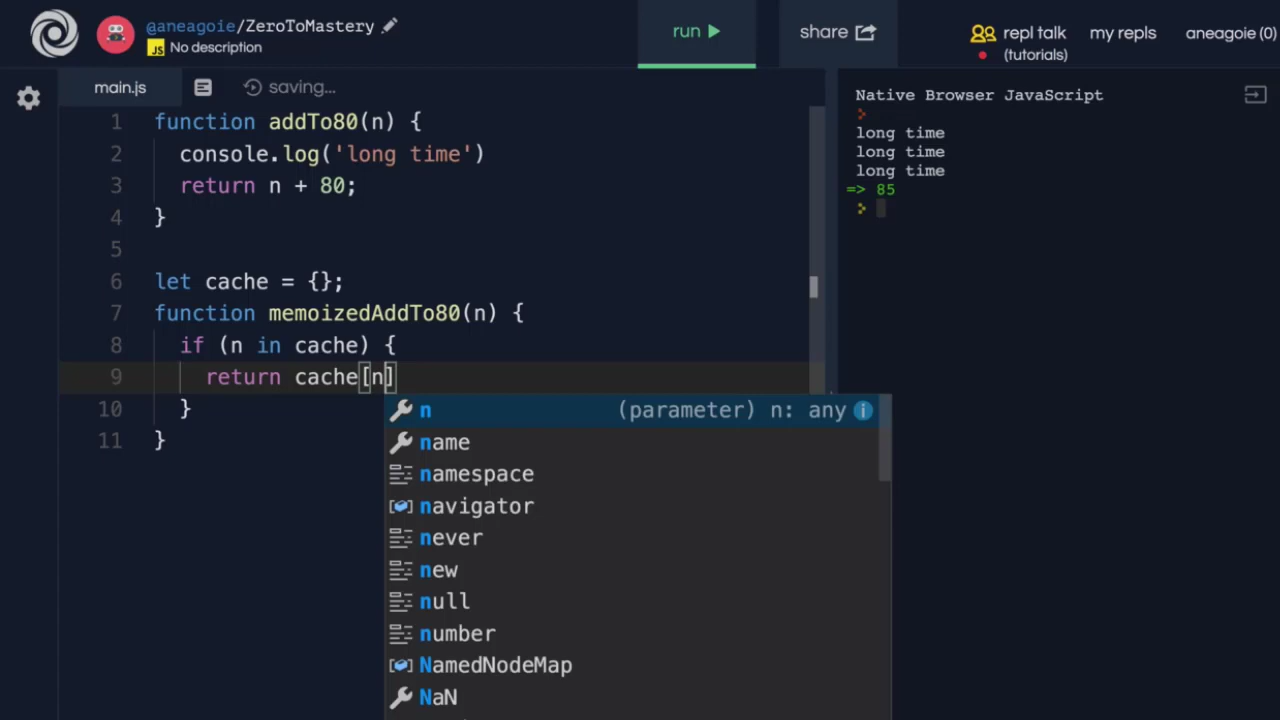 @aneagoie/ZeroToMastery
JS No description
run
share
repl talk
(tutorials)
my repls
aneagoie (0)
main.js
saving...
1 function addTo80(n) {
2 console.log('long time')
3 return n + 80;
4 }
5
6 let cache = {};
7 function memoizedAddTo80(n) {
8 if (n in cache) {
9 return cache[n]
10 }
11 }
n (parameter) n: any
name
namespace
navigator
never
new
null
number
NamedNodeMap
NaN
Native Browser JavaScript
>
long time
long time
long time
=> 85
>